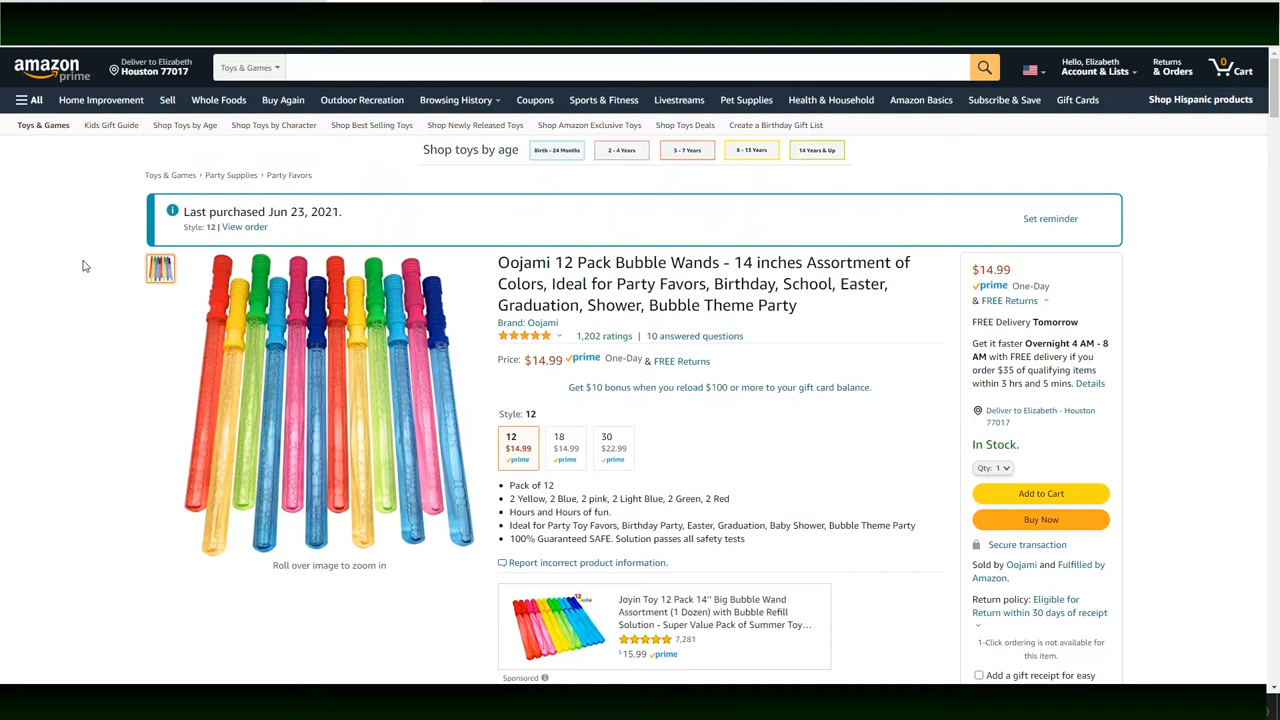 amazon prime
Deliver to Elizabeth
Houston 77017
Toys & Games
Hello, Elizabeth
Account & Lists
Returns
& Orders
0
Cart
All
Home Improvement
Sell
Whole Foods
Buy Again
Outdoor Recreation
Browsing History
Coupons
Sports & Fitness
Livestreams
Pet Supplies
Health & Household
Amazon Basics
Subscribe & Save
Gift Cards
Shop Hispanic products
Toys & Games
Kids Gift Guide
Shop Toys by Age
Shop Toys by Character
Shop Best Selling Toys
Shop Newly Released Toys
Shop Amazon Exclusive Toys
Shop Toys Deals
Create a Birthday Gift List
Shop toys by age
Birth - 24 Months
2 - 4 Years
5 - 7 Years
8 - 13 Years
14 Years & Up
Toys & Games › Party Supplies › Party Favors
Last purchased Jun 23, 2021.
Style: 12 | View order
Set reminder
Oojami 12 Pack Bubble Wands - 14 inches Assortment of
Colors, Ideal for Party Favors, Birthday, School, Easter,
Graduation, Shower, Bubble Theme Party
Brand: Oojami
1,202 ratings | 10 answered questions
Price: $14.99 prime One-Day & FREE Returns
Get $10 bonus when you reload $100 or more to your gift card balance.
Style: 12
12
$14.99
prime
18
$14.99
prime
30
$22.99
prime
• Pack of 12
• 2 Yellow, 2 Blue, 2 pink, 2 Light Blue, 2 Green, 2 Red
• Hours and Hours of fun.
• Ideal for Party Toy Favors, Birthday Party, Easter, Graduation, Baby Shower, Bubble Theme Party
• 100% Guaranteed SAFE. Solution passes all safety tests
Roll over image to zoom in
Report incorrect product information.
Joyin Toy 12 Pack 14’’ Big Bubble Wand
Assortment (1 Dozen) with Bubble Refill
Solution - Super Value Pack of Summer Toy…
7,281
$15.99 prime
Sponsored
$14.99
prime One-Day
& FREE Returns
FREE Delivery Tomorrow
Get it faster Overnight 4 AM - 8
AM with FREE delivery if you
order $35 of qualifying items
within 3 hrs and 5 mins. Details
Deliver to Elizabeth - Houston
77017
In Stock.
Qty: 1
Add to Cart
Buy Now
Secure transaction
Sold by Oojami and Fulfilled by
Amazon.
Return policy: Eligible for
Return within 30 days of receipt
1-Click ordering is not available for
this item.
Add a gift receipt for easy